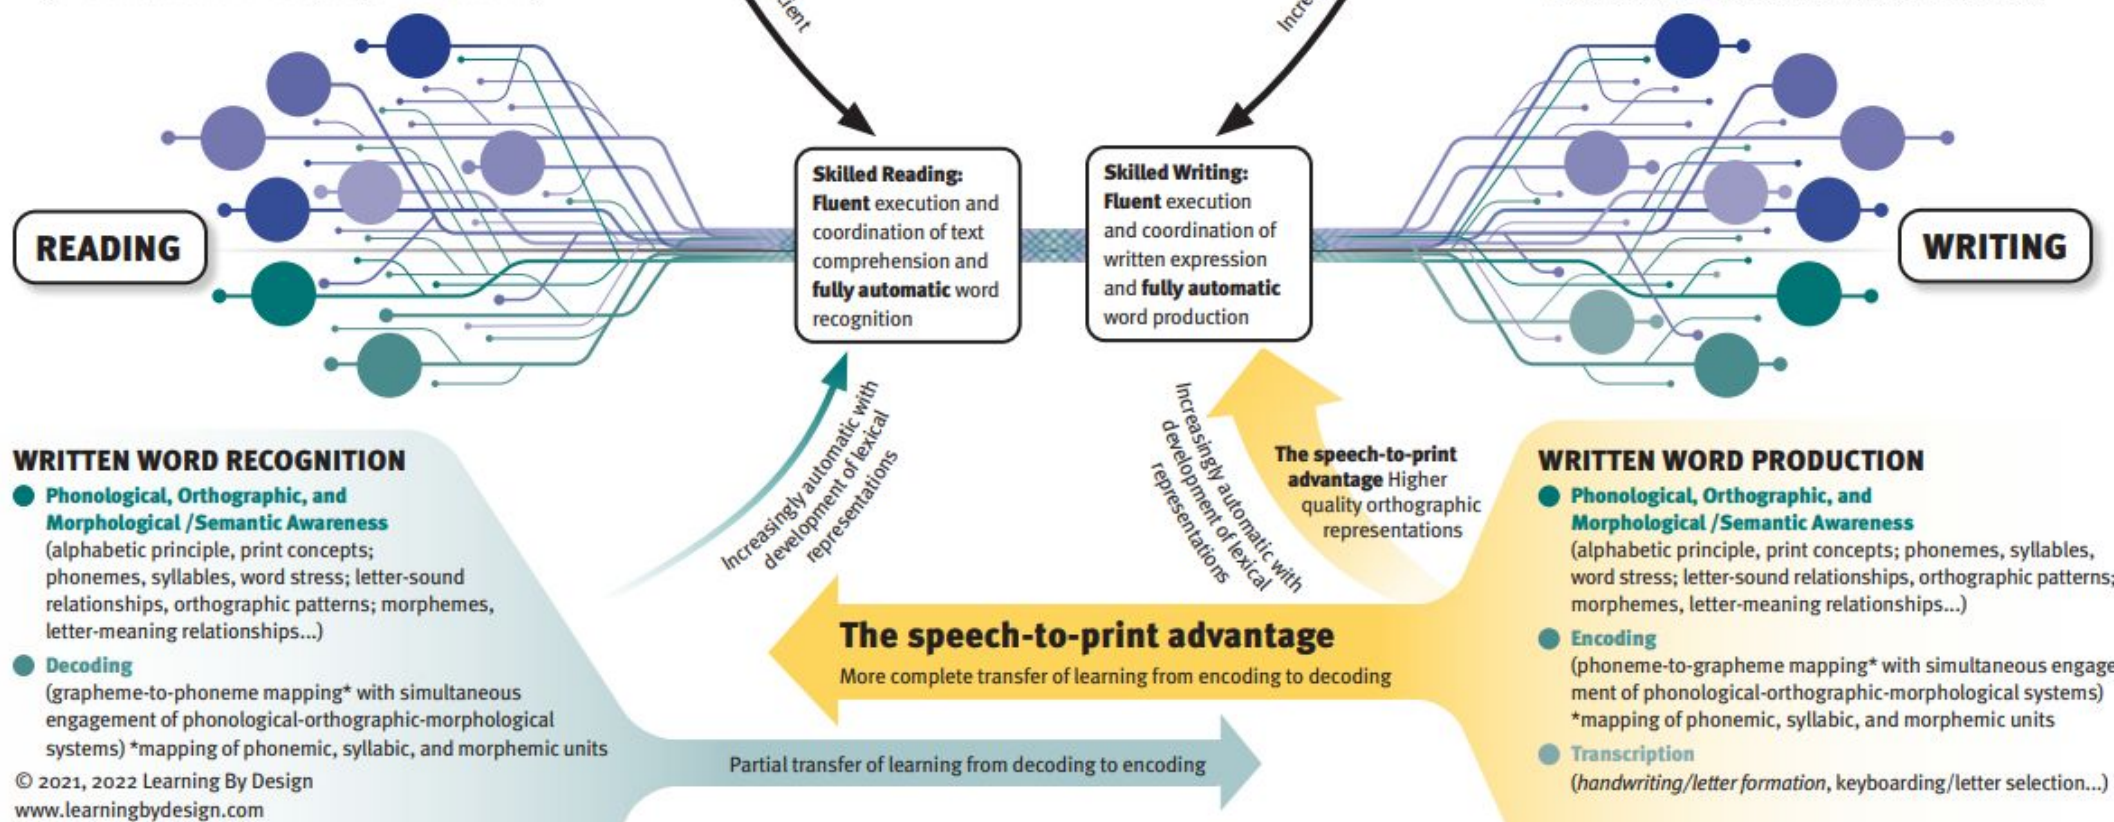 READING
Skilled Reading:
Fluent execution and
coordination of text
comprehension and
fully automatic word
recognition
Skilled Writing:
Fluent execution
and coordination of
written expression
and fully automatic
word production
WRITING
Increasingly automatic with
development of lexical
representations
Increasingly automatic with
development of lexical
representations
The speech-to-print
advantage Higher
quality orthographic
representations
WRITTEN WORD RECOGNITION
Phonological, Orthographic, and
Morphological /Semantic Awareness
(alphabetic principle, print concepts;
phonemes, syllables, word stress; letter-sound
relationships, orthographic patterns; morphemes,
letter-meaning relationships...)
Decoding
(grapheme-to-phoneme mapping* with simultaneous
engagement of phonological-orthographic-morphological
systems) *mapping of phonemic, syllabic, and morphemic units
© 2021, 2022 Learning By Design
www.learningbydesign.com
The speech-to-print advantage
More complete transfer of learning from encoding to decoding
Partial transfer of learning from decoding to encoding
WRITTEN WORD PRODUCTION
Phonological, Orthographic, and
Morphological /Semantic Awareness
(alphabetic principle, print concepts; phonemes, syllables,
word stress; letter-sound relationships, orthographic patterns;
morphemes, letter-meaning relationships...)
Encoding
(phoneme-to-grapheme mapping* with simultaneous engage
ment of phonological-orthographic-morphological systems)
*mapping of phonemic, syllabic, and morphemic units
Transcription
(handwriting/letter formation, keyboarding/letter selection...)